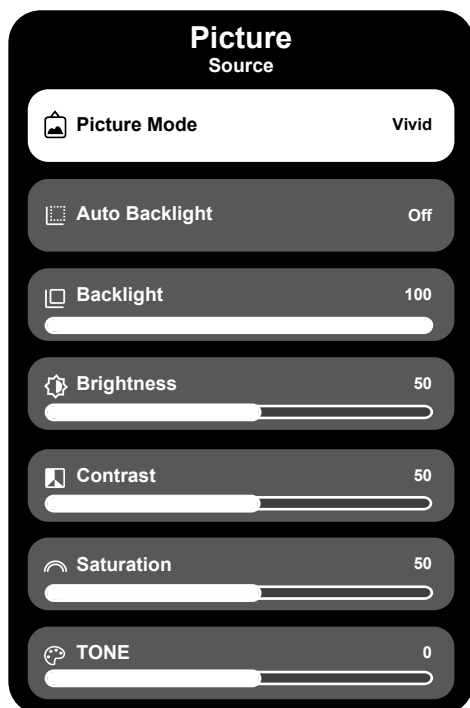 Picture
Source
Picture Mode Vivid
Auto Backlight Off
Backlight 100
Brightness 50
Contrast 50
Saturation 50
TONE 0